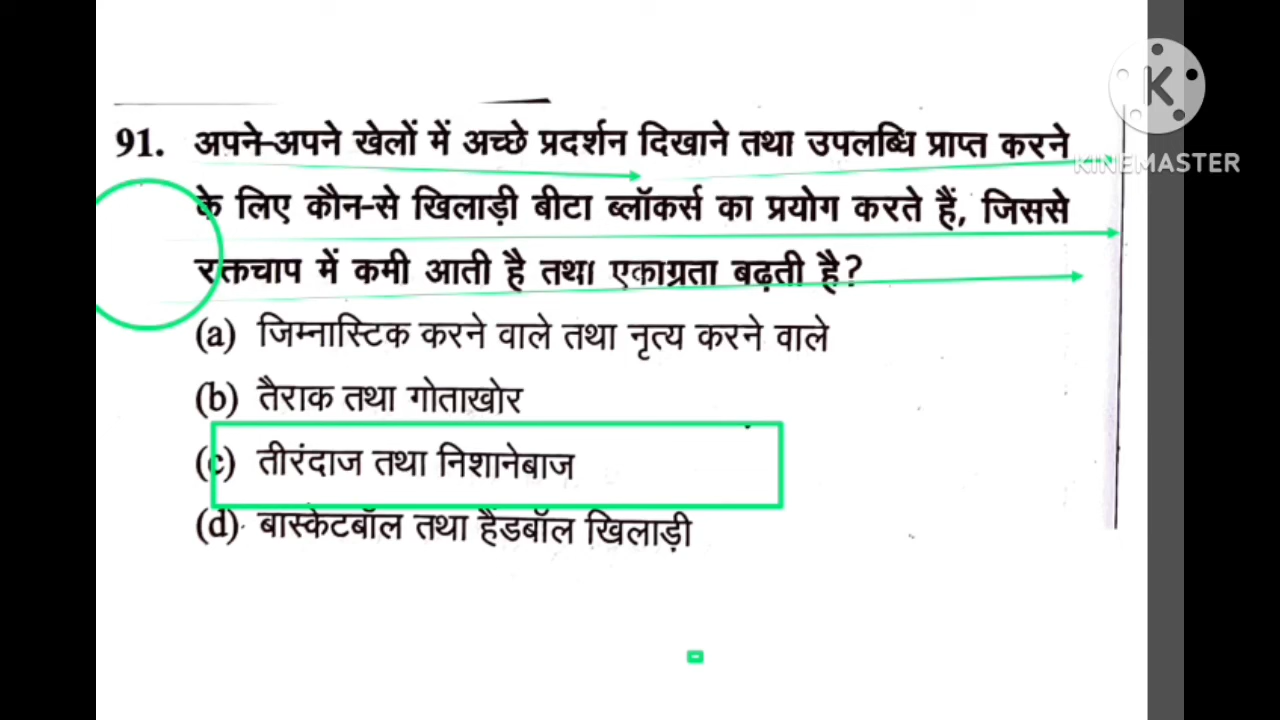 KINEMASTER
91. अपने-अपने खेलों में अच्छे प्रदर्शन दिखाने तथा उपलब्धि प्राप्त करने
के लिए कौन-से खिलाड़ी बीटा ब्लॉकर्स का प्रयोग करते हैं, जिससे
रक्तचाप में कमी आती है तथा एकाग्रता बढ़ती है?
(a) जिम्नास्टिक करने वाले तथा नृत्य करने वाले
(b) तैराक तथा गोताखोर
(c) तीरंदाज तथा निशानेबाज
(d) बास्केटबॉल तथा हैंडबॉल खिलाड़ी